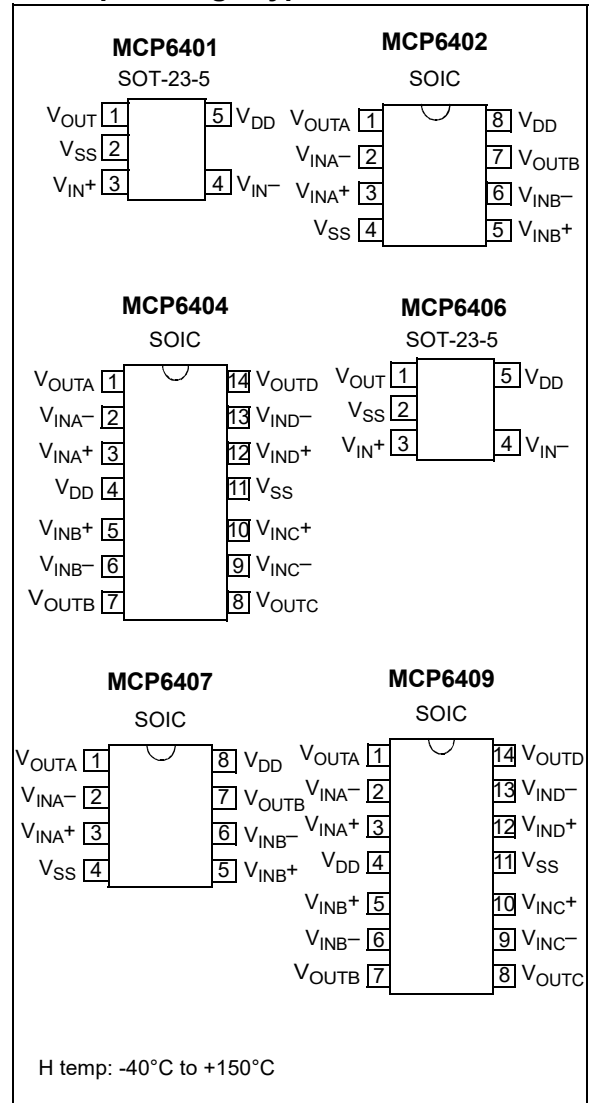 MCP6401
SOT-23-5
VOUT 1 5 VDD
VSS 2
VIN+ 3 4 VIN–
MCP6402
SOIC
VOUTA 1 8 VDD
VINA– 2 7 VOUTB
VINA+ 3 6 VINB–
VSS 4 5 VINB+
MCP6404
SOIC
VOUTA 1 14 VOUTD
VINA– 2 13 VIND–
VINA+ 3 12 VIND+
VDD 4 11 VSS
VINB+ 5 10 VINC+
VINB– 6 9 VINC–
VOUTB 7 8 VOUTC
MCP6406
SOT-23-5
VOUT 1 5 VDD
VSS 2
VIN+ 3 4 VIN–
MCP6407
SOIC
VOUTA 1 8 VDD
VINA– 2 7 VOUTB
VINA+ 3 6 VINB–
VSS 4 5 VINB+
MCP6409
SOIC
VOUTA 1 14 VOUTD
VINA– 2 13 VIND–
VINA+ 3 12 VIND+
VDD 4 11 VSS
VINB+ 5 10 VINC+
VINB– 6 9 VINC–
VOUTB 7 8 VOUTC
H temp: -40°C to +150°C